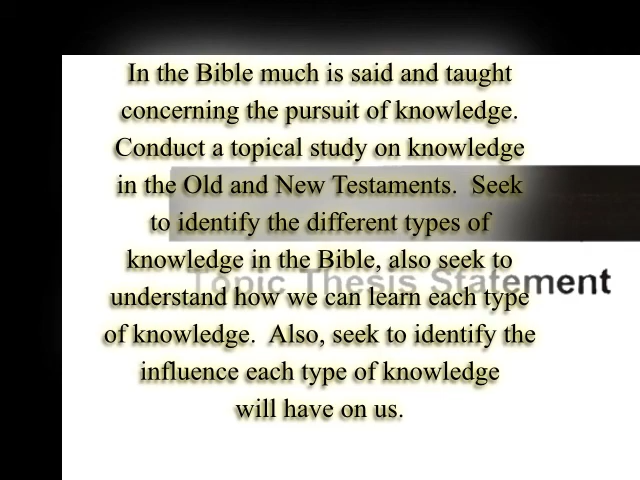 In the Bible much is said and taught
concerning the pursuit of knowledge.
Conduct a topical study on knowledge
in the Old and New Testaments.  Seek
to identify the different types of
knowledge in the Bible, also seek to
understand how we can learn each type
of knowledge.  Also, seek to identify the
influence each type of knowledge
will have on us.
Topic Thesis Statement